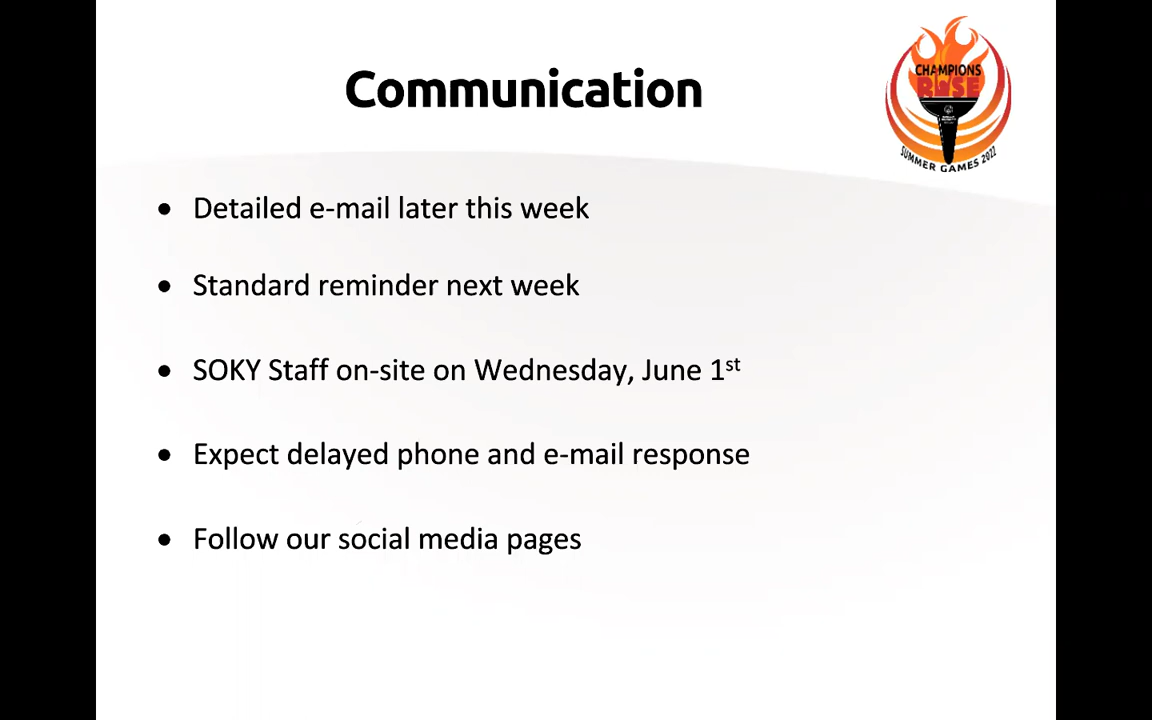 Communication
CHAMPIONS
RISE
SUMMER GAMES 2022
• Detailed e-mail later this week
• Standard reminder next week
• SOKY Staff on-site on Wednesday, June 1st
• Expect delayed phone and e-mail response
• Follow our social media pages